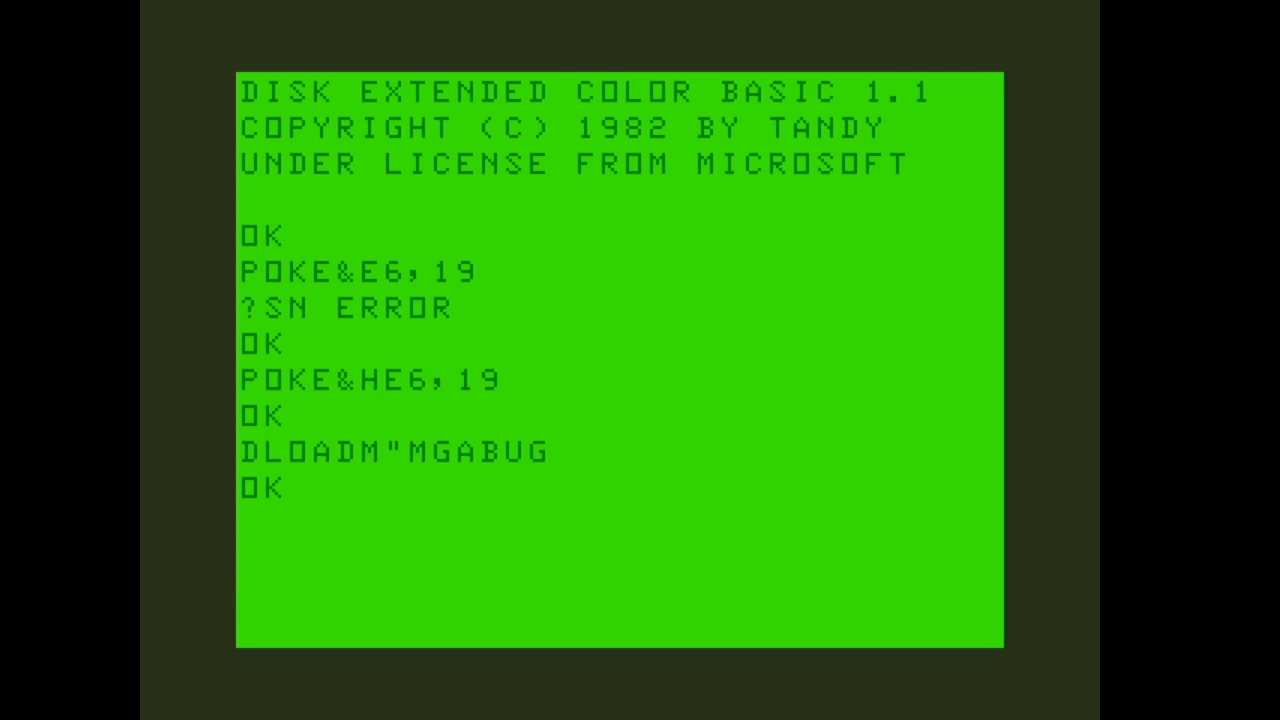 DISK EXTENDED COLOR BASIC 1.1
COPYRIGHT (C) 1982 BY TANDY
UNDER LICENSE FROM MICROSOFT
OK
POKE&E6,19
?SN ERROR
OK
POKE&HE6,19
OK
DLOADM"MGABUG
OK